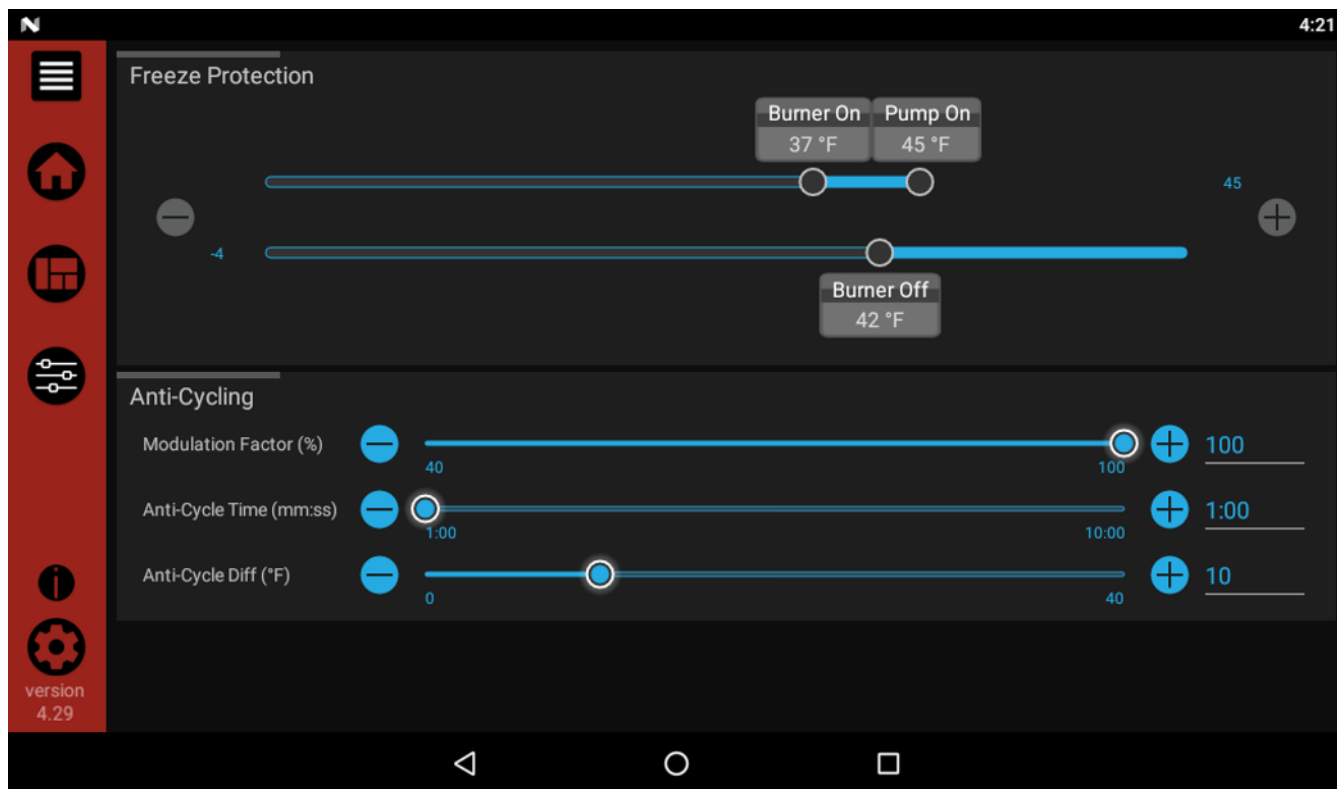 4:21
Freeze Protection
Burner On Pump On
37 °F 45 °F
45
-4
Burner Off
42 °F
Anti-Cycling
Modulation Factor (%) 100
40 100
Anti-Cycle Time (mm:ss) 1:00
1:00 10:00
Anti-Cycle Diff (°F) 10
0 40
version
4.29